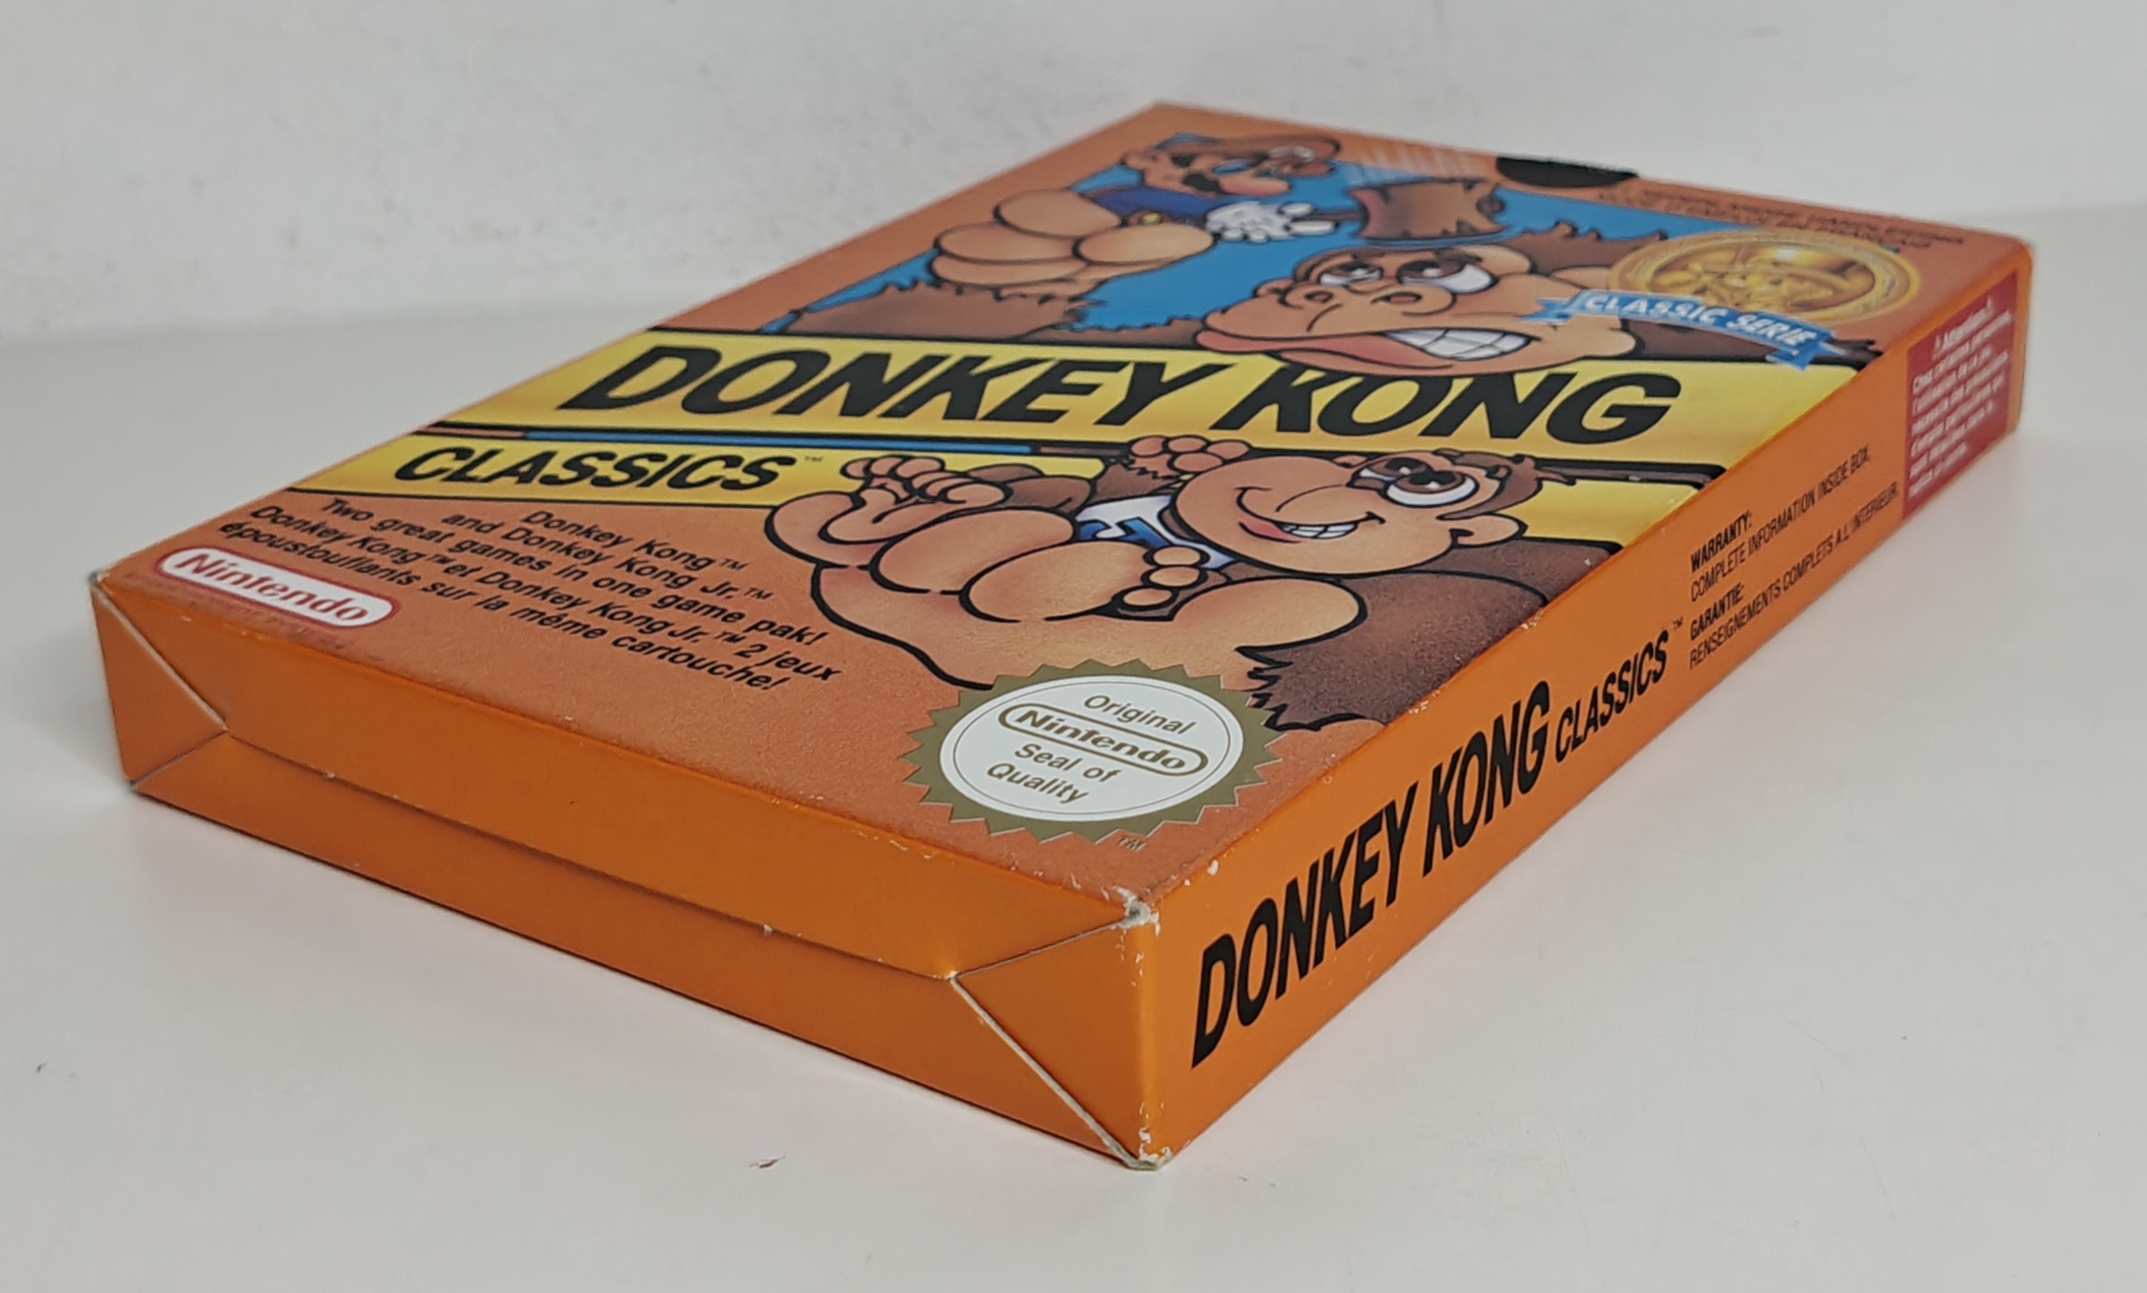 CLASSIC SERIE
DONKEY KONG
CLASSICS™
Donkey Kong™
and Donkey Kong Jr.™
Two great games in one game pak!
Donkey Kong™ et Donkey Kong Jr.™ 2 jeux
époustouflants sur la même cartouche!
Nintendo
Original
Nintendo
Seal of
Quality
TM
DONKEY KONG CLASSICS™
WARRANTY:
COMPLETE INFORMATION INSIDE BOX.
GARANTIE:
RENSEIGNEMENTS COMPLETS A L'INTERIEUR.